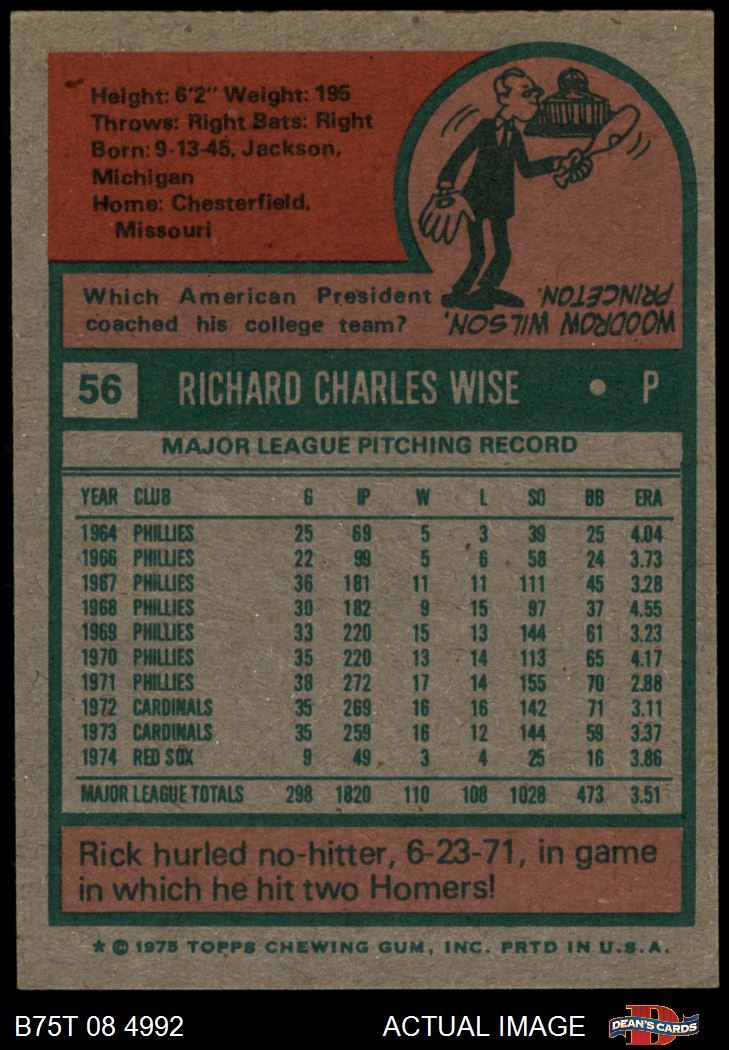 Height: 6'2" Weight: 195
Throws: Right Bats: Right
Born: 9-13-45, Jackson,
Michigan
Home: Chesterfield,
Missouri
Which American President
coached his college team?
WOODROW WILSON,
PRINCETON.
56 RICHARD CHARLES WISE • P
MAJOR LEAGUE PITCHING RECORD
YEAR CLUB G IP W L SO BB ERA
1964 PHILLIES 25 69 5 3 39 25 4.04
1966 PHILLIES 22 99 5 6 58 24 3.73
1967 PHILLIES 36 181 11 11 111 45 3.28
1968 PHILLIES 30 182 9 15 97 37 4.55
1969 PHILLIES 33 220 15 13 144 61 3.23
1970 PHILLIES 35 220 13 14 113 65 4.17
1971 PHILLIES 38 272 17 14 155 70 2.88
1972 CARDINALS 35 269 16 16 142 71 3.11
1973 CARDINALS 35 259 16 12 144 59 3.37
1974 RED SOX 9 49 3 4 25 16 3.86
MAJOR LEAGUE TOTALS 298 1820 110 108 1028 473 3.51
Rick hurled no-hitter, 6-23-71, in game
in which he hit two Homers!
* © 1975 TOPPS CHEWING GUM, INC. PRTD IN U.S.A.
B75T 08 4992 ACTUAL IMAGE DEAN'S CARDS